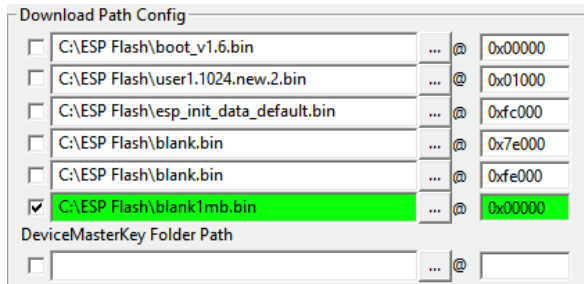 Download Path Config
C:\ESP Flash\boot_v1.6.bin ... @ 0x00000
C:\ESP Flash\user1.1024.new.2.bin ... @ 0x01000
C:\ESP Flash\esp_init_data_default.bin ... @ 0xfc000
C:\ESP Flash\blank.bin ... @ 0x7e000
C:\ESP Flash\blank.bin ... @ 0xfe000
C:\ESP Flash\blank1mb.bin ... @ 0x00000
DeviceMasterKey Folder Path
... @